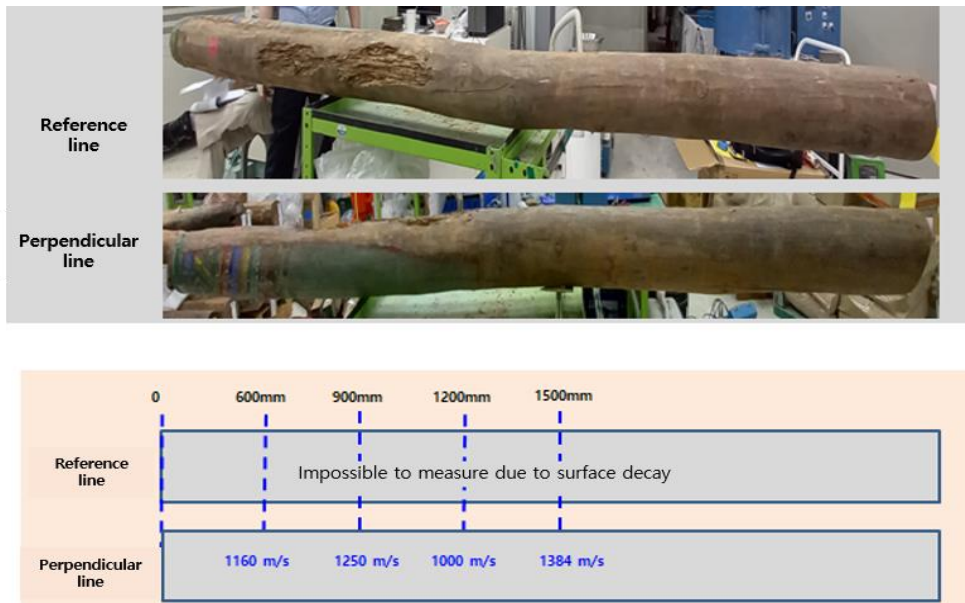 Reference
line
Perpendicular
line
0 600mm 900mm 1200mm 1500mm
Reference
line
Impossible to measure due to surface decay
Perpendicular
line
1160 m/s 1250 m/s 1000 m/s 1384 m/s